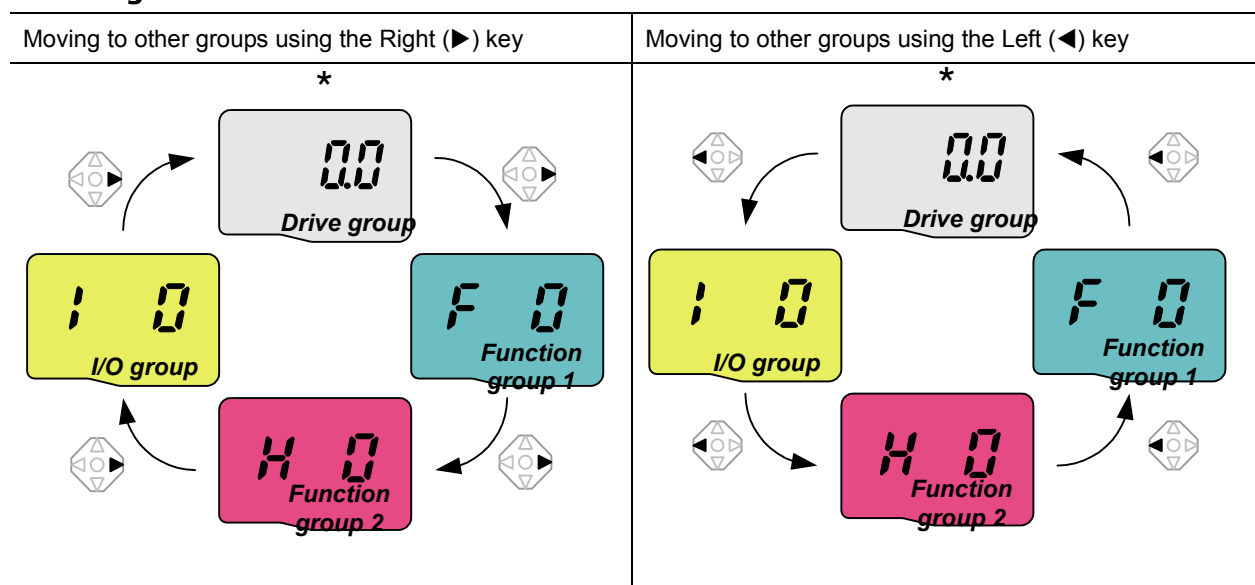 Moving to other groups using the Right (▶) key
Moving to other groups using the Left (◀) key
*
0.0
Drive group
I 0
I/O group
F 0
Function
group 1
H 0
Function
group 2
*
0.0
Drive group
I 0
I/O group
F 0
Function
group 1
H 0
Function
group 2